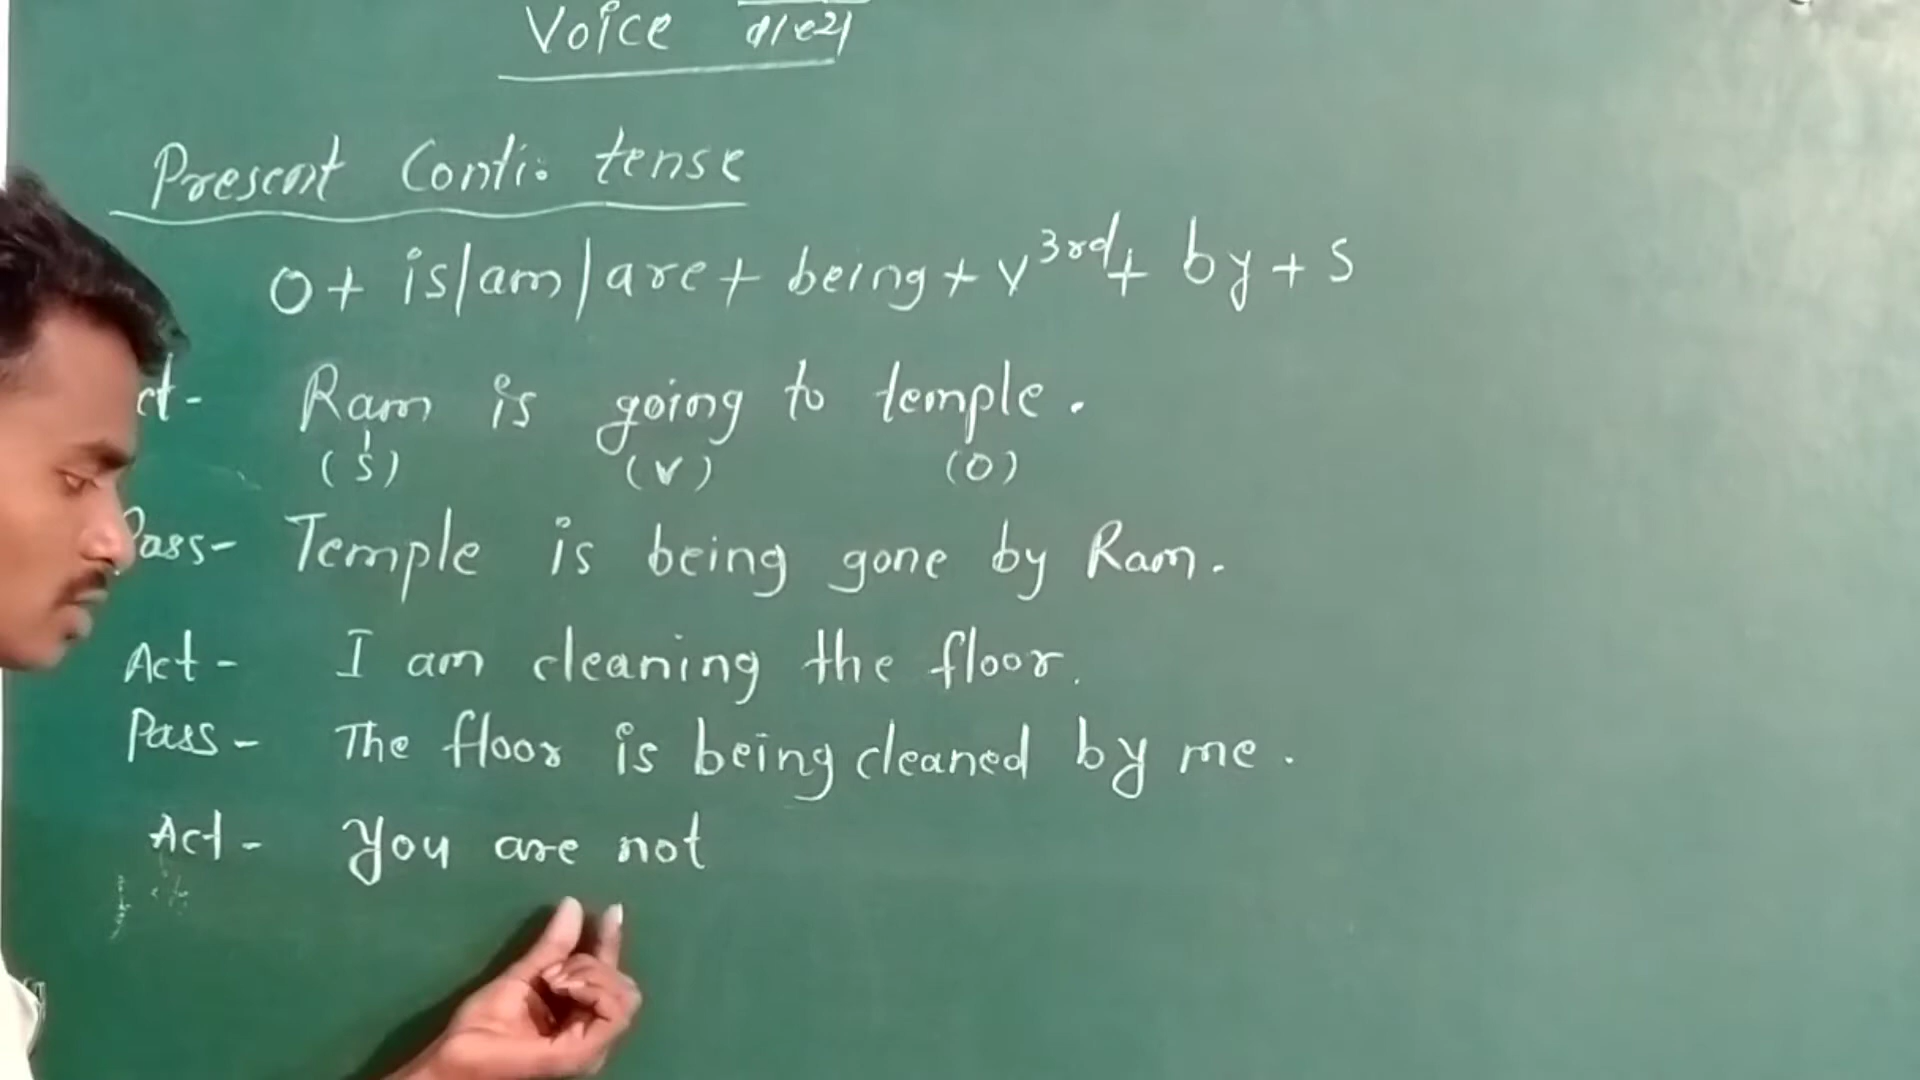 Voice वाच्य
Present Conti. tense
O + is/am/are + being + V3rd + by + S
ct - Ram is going to temple.
(S) (V) (O)
Pass - Temple is being gone by Ram.
Act - I am cleaning the floor.
Pass - The floor is being cleaned by me.
Act - You are not